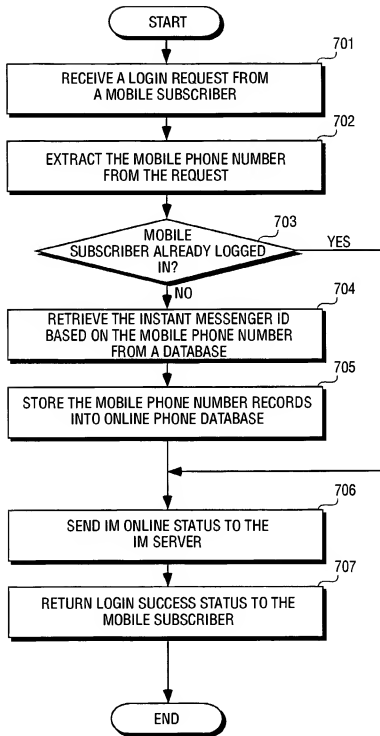 START
701
RECEIVE A LOGIN REQUEST FROM
A MOBILE SUBSCRIBER
702
EXTRACT THE MOBILE PHONE NUMBER
FROM THE REQUEST
703
MOBILE
SUBSCRIBER ALREADY LOGGED
IN?
YES
NO
704
RETRIEVE THE INSTANT MESSENGER ID
BASED ON THE MOBILE PHONE NUMBER
FROM A DATABASE
705
STORE THE MOBILE PHONE NUMBER RECORDS
INTO ONLINE PHONE DATABASE
706
SEND IM ONLINE STATUS TO THE
IM SERVER
707
RETURN LOGIN SUCCESS STATUS TO THE
MOBILE SUBSCRIBER
END